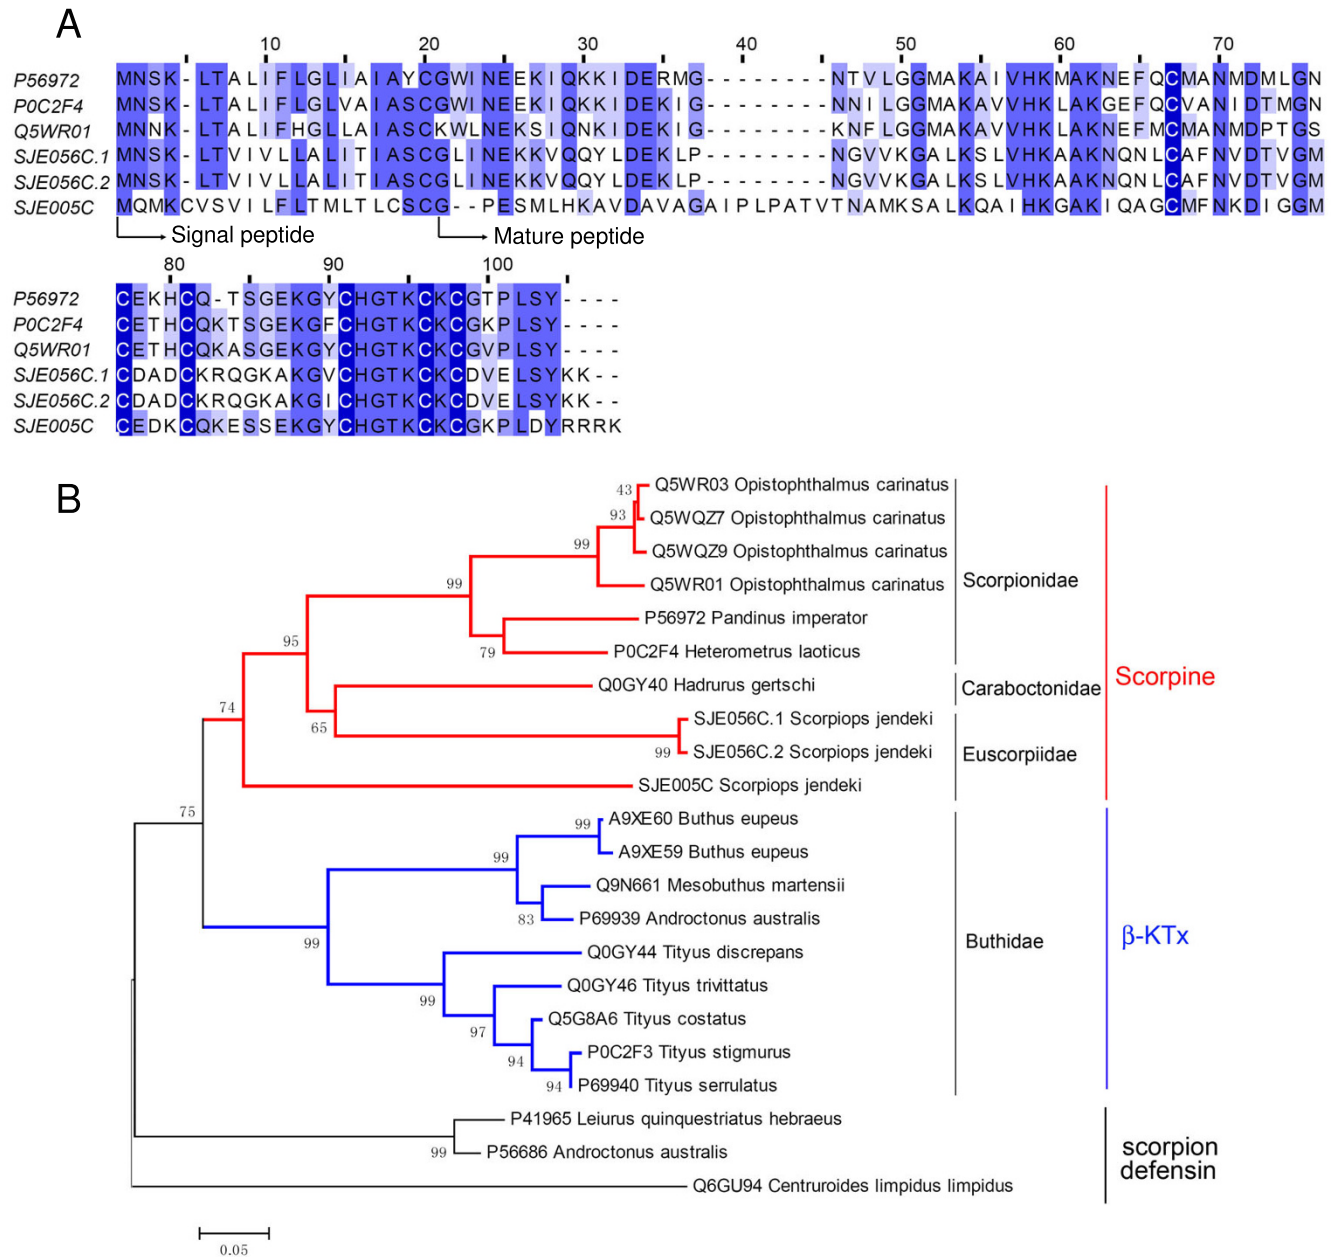 A
10 20 30 40 50 60 70
P56972 MNSK-LTALIFLGLIAIAYCGWINEEKIQKKIDERMG--------NTVLGGMAKAIVHKMAKNEFQCMANMDMLGN
P0C2F4 MNSK-LTALIFLGLVAIASCGWINEEKIQKKIDEKIG--------NNILGGMAKAVVHKLAKGEFQCVANIDTMGN
Q5WR01 MNNK-LTALIFHGLLAIASCKWLNEKSIQNKIDEKIG--------KNFLGGMAKAVVHKLAKNEFMCMANMDPTGS
SJE056C.1 MNSK-LTVIVLLALITIASCGLINEKKVQQYLDEKLP--------NGVVKGALKSLVHKAAKNQNLCAFNVDTVGM
SJE056C.2 MNSK-LTVIVLLALITIASCGLINEKKVQQYLDEKLP--------NGVVKGALKSLVHKAAKNQNLCAFNVDTVGM
SJE005C MQMKCVSVILFLTMLTLCSCG--PESMLHKAVDAVAGAIPLPATVTNAMKSALKQAIHKGAKIQAGCMFNKDIGGM
Signal peptide Mature peptide
80 90 100
P56972 CEKHCQ-TSGEKGYCHGTKCKCGTPLSY----
P0C2F4 CETHCQKTSGEKGFCHGTKCKCGKPLSY----
Q5WR01 CETHCQKASGEKGYCHGTKCKCGVPLSY----
SJE056C.1 CDADCKRQGKAKGVCHGTKCKCDVELSYKK--
SJE056C.2 CDADCKRQGKAKGICHGTKCKCDVELSYKK--
SJE005C CEDKCQKESSEKGYCHGTKCKCGKPLDYRRRK
B
43 Q5WR03 Opistophthalmus carinatus
93 Q5WQZ7 Opistophthalmus carinatus
99 Q5WQZ9 Opistophthalmus carinatus
99 Q5WR01 Opistophthalmus carinatus
Scorpionidae
P56972 Pandinus imperator
95 79 P0C2F4 Heterometrus laoticus
Q0GY40 Hadrurus gertschi
Caraboctonidae
Scorpine
74 65 SJE056C.1 Scorpiops jendeki
99 SJE056C.2 Scorpiops jendeki
Euscorpiidae
SJE005C Scorpiops jendeki
75 99 A9XE60 Buthus eupeus
99 A9XE59 Buthus eupeus
Q9N661 Mesobuthus martensii
83 P69939 Androctonus australis
99 Buthidae
β-KTx
Q0GY44 Tityus discrepans
99 Q0GY46 Tityus trivittatus
97 Q5G8A6 Tityus costatus
94 P0C2F3 Tityus stigmurus
94 P69940 Tityus serrulatus
P41965 Leiurus quinquestriatus hebraeus
99 P56686 Androctonus australis
scorpion
defensin
Q6GU94 Centruroides limpidus limpidus
0.05